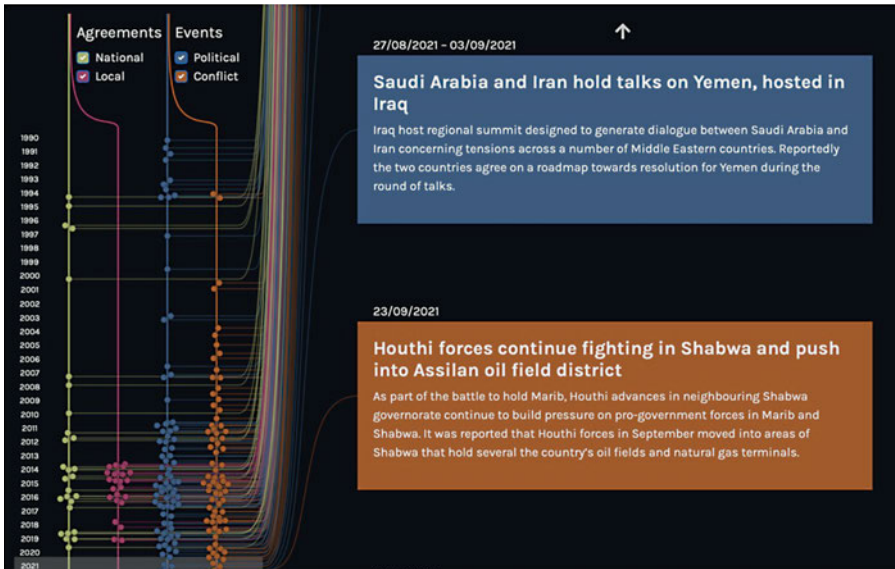 Agreements Events
National Political
Local Conflict
1990
1991
1992
1993
1994
1995
1996
1997
1998
1999
2000
2001
2002
2003
2004
2005
2006
2007
2008
2009
2010
2011
2012
2013
2014
2015
2016
2017
2018
2019
2020
2021
27/08/2021 – 03/09/2021
Saudi Arabia and Iran hold talks on Yemen, hosted in
Iraq
Iraq host regional summit designed to generate dialogue between Saudi Arabia and
Iran concerning tensions across a number of Middle Eastern countries. Reportedly
the two countries agree on a roadmap towards resolution for Yemen during the
round of talks.
23/09/2021
Houthi forces continue fighting in Shabwa and push
into Assilan oil field district
As part of the battle to hold Marib, Houthi advances in neighbouring Shabwa
governorate continue to build pressure on pro-government forces in Marib and
Shabwa. It was reported that Houthi forces in September moved into areas of
Shabwa that hold several the country's oil fields and natural gas terminals.